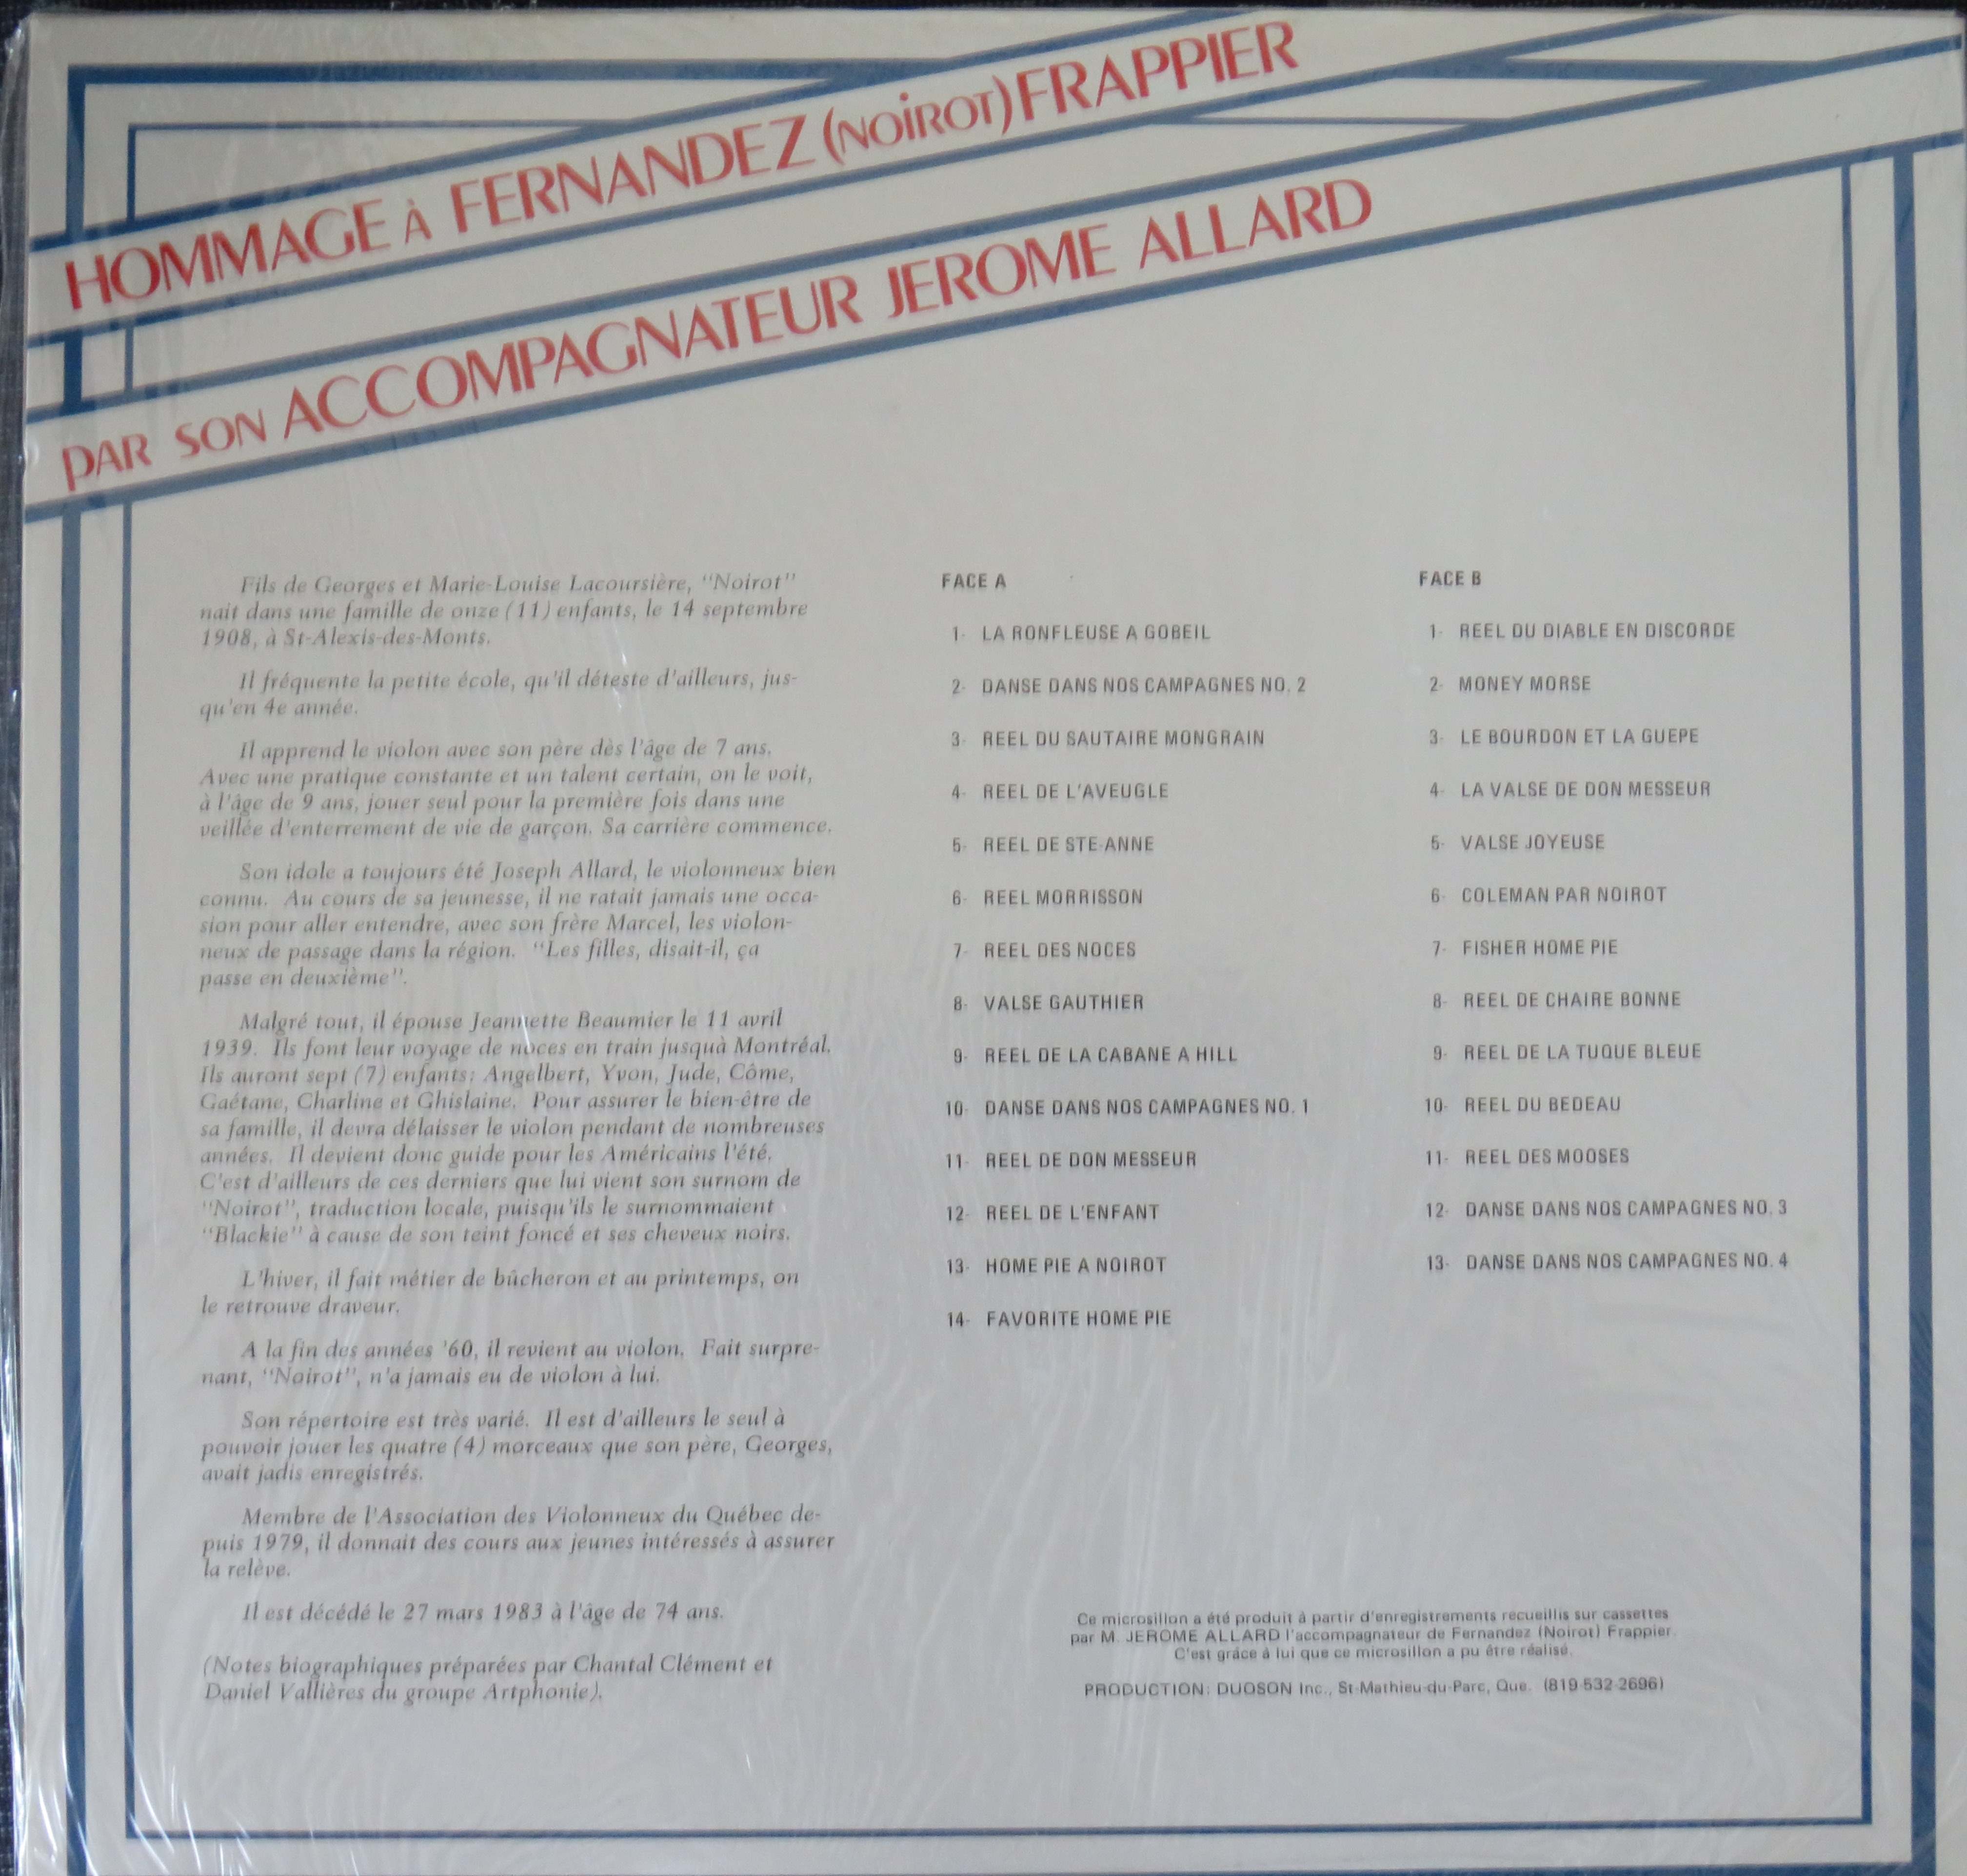 HOMMAGE À FERNANDEZ (NOIROT) FRAPPIER
PAR SON ACCOMPAGNATEUR JEROME ALLARD
Fils de Georges et Marie-Louise Lacoursière, "Noirot"
nait dans une famille de onze (11) enfants, le 14 septembre
1908, à St-Alexis-des-Monts.
Il fréquente la petite école, qu'il déteste d'ailleurs, jus-
qu'en 4e année.
Il apprend le violon avec son père dès l'âge de 7 ans.
Avec une pratique constante et un talent certain, on le voit,
à l'âge de 9 ans, jouer seul pour la première fois dans une
veillée d'enterrement de vie de garçon. Sa carrière commence.
Son idole a toujours été Joseph Allard, le violonneux bien
connu. Au cours de sa jeunesse, il ne ratait jamais une occa-
sion pour aller entendre, avec son frère Marcel, les violon-
neux de passage dans la région. "Les filles, disait-il, ça
passe en deuxième".
Malgré tout, il épouse Jeannette Beaumier le 11 avril
1939. Ils font leur voyage de noces en train jusquà Montréal.
Ils auront sept (7) enfants: Angelbert, Yvon, Jude, Côme,
Gaétane, Charline et Ghislaine. Pour assurer le bien-être de
sa famille, il devra délaisser le violon pendant de nombreuses
années. Il devient donc guide pour les Américains l'été.
C'est d'ailleurs de ces derniers que lui vient son surnom de
"Noirot", traduction locale, puisqu'ils le surnommaient
"Blackie" à cause de son teint foncé et ses cheveux noirs.
L'hiver, il fait métier de bûcheron et au printemps, on
le retrouve draveur.
A la fin des années '60, il revient au violon. Fait surpre-
nant, "Noirot", n'a jamais eu de violon à lui.
Son répertoire est très varié. Il est d'ailleurs le seul à
pouvoir jouer les quatre (4) morceaux que son père, Georges,
avait jadis enregistrés.
Membre de l'Association des Violonneux du Québec de-
puis 1979, il donnait des cours aux jeunes intéressés à assurer
la relève.
Il est décédé le 27 mars 1983 à l'âge de 74 ans.
(Notes biographiques préparées par Chantal Clément et
Daniel Vallières du groupe Artphonie).
FACE A
1- LA RONFLEUSE A GOBEIL
2- DANSE DANS NOS CAMPAGNES NO. 2
3- REEL DU SAUTAIRE MONGRAIN
4- REEL DE L'AVEUGLE
5- REEL DE STE-ANNE
6- REEL MORRISSON
7- REEL DES NOCES
8- VALSE GAUTHIER
9- REEL DE LA CABANE A HILL
10- DANSE DANS NOS CAMPAGNES NO. 1
11- REEL DE DON MESSEUR
12- REEL DE L'ENFANT
13- HOME PIE A NOIROT
14- FAVORITE HOME PIE
FACE B
1- REEL DU DIABLE EN DISCORDE
2- MONEY MORSE
3- LE BOURDON ET LA GUEPE
4- LA VALSE DE DON MESSEUR
5- VALSE JOYEUSE
6- COLEMAN PAR NOIROT
7- FISHER HOME PIE
8- REEL DE CHAIRE BONNE
9- REEL DE LA TUQUE BLEUE
10- REEL DU BEDEAU
11- REEL DES MOOSES
12- DANSE DANS NOS CAMPAGNES NO. 3
13- DANSE DANS NOS CAMPAGNES NO. 4
Ce microsillon a été produit à partir d'enregistrements recueillis sur cassettes
par M. JEROME ALLARD l'accompagnateur de Fernandez (Noirot) Frappier.
C'est grâce à lui que ce microsillon a pu être réalisé.
PRODUCTION: DUOSON Inc., St-Mathieu-du-Parc, Que. (819-532-2696)